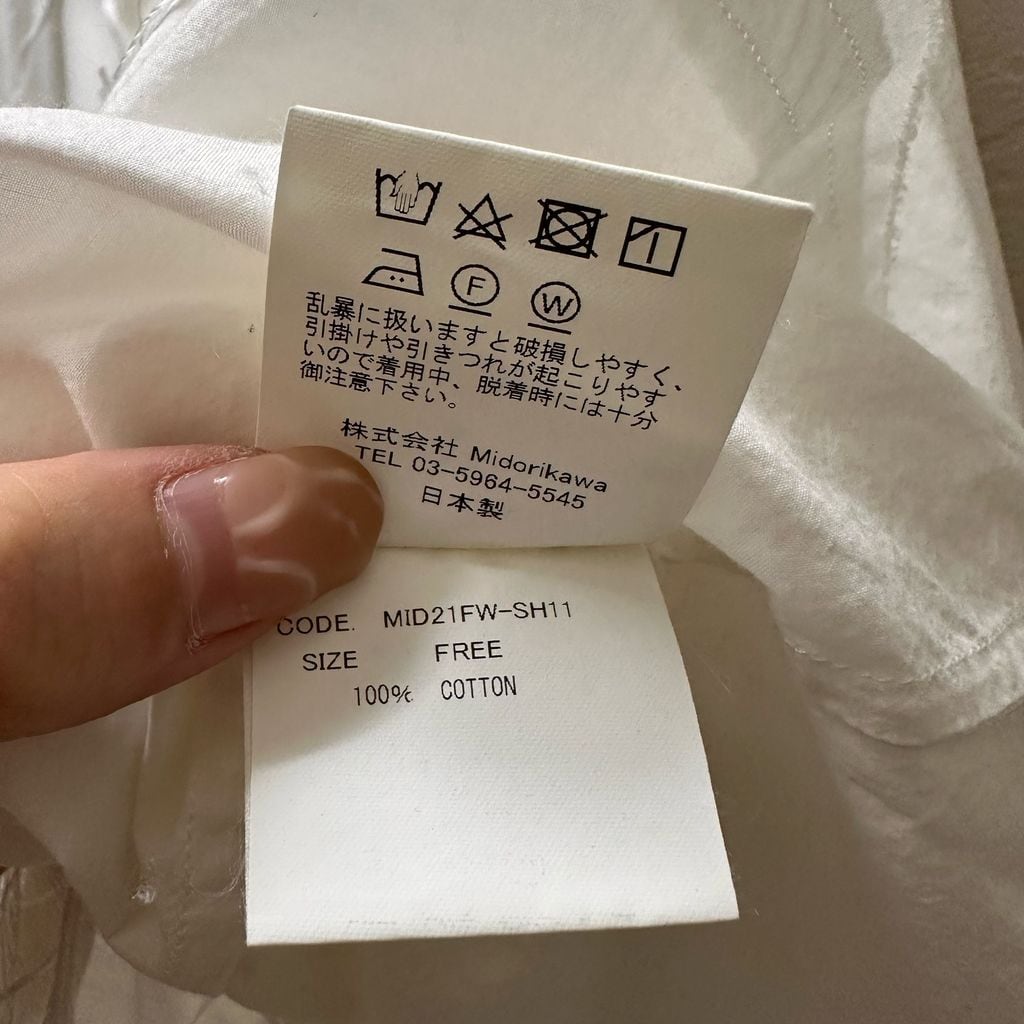 F W
乱暴に扱いますと破損しやすく、
引掛けや引きつれが起こりやす
いので着用中、脱着時には十分
御注意下さい。
株式会社 Midorikawa
TEL 03-5964-5545
日本製
CODE. MID21FW-SH11
SIZE FREE
100% COTTON